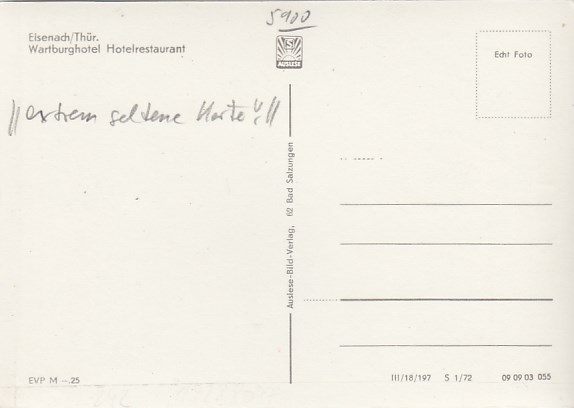 5900
Eisenach/Thür.
Wartburghotel Hotelrestaurant
AUSLESE
Echt Foto
//extrem seltene Karte!!//
Auslese-Bild-Verlag, 62 Bad Salzungen
EVP M -.25
III/18/197 S 1/72 09 09 03 055